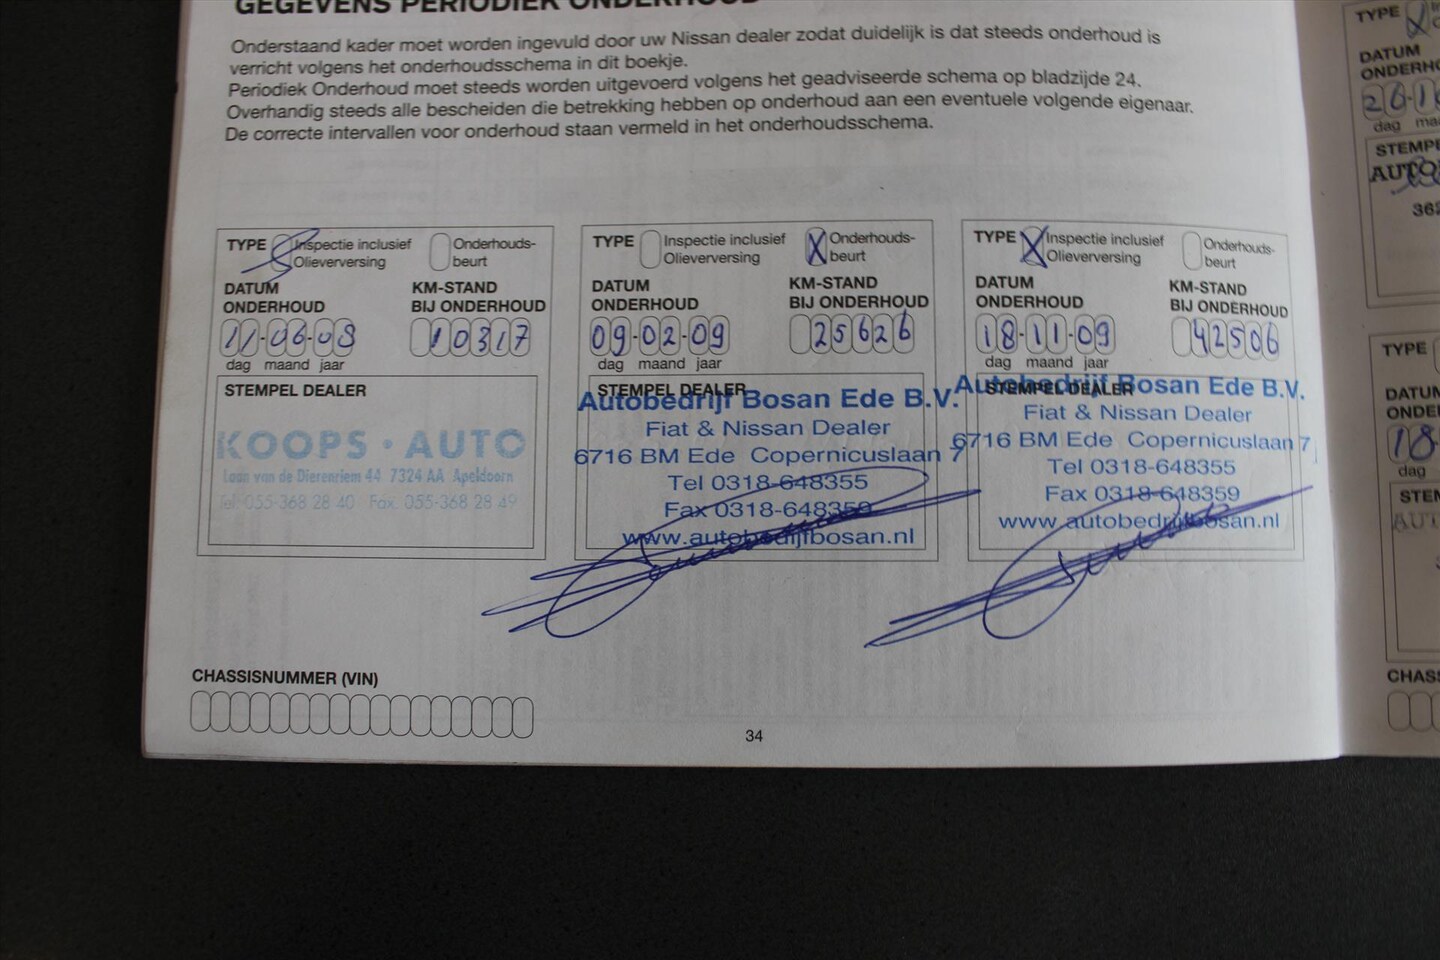 GEGEVENS PERIODIEK ONDERHOUD
Onderstaand kader moet worden ingevuld door uw Nissan dealer zodat duidelijk is dat steeds onderhoud is
verricht volgens het onderhoudsschema in dit boekje.
Periodiek Onderhoud moet steeds worden uitgevoerd volgens het geadviseerde schema op bladzijde 24.
Overhandig steeds alle bescheiden die betrekking hebben op onderhoud aan een eventuele volgende eigenaar.
De correcte intervallen voor onderhoud staan vermeld in het onderhoudsschema.
TYPE Inspectie inclusief Olieverversing
Onderhouds-
beurt
DATUM
ONDERHOUD
KM-STAND
BIJ ONDERHOUD
11-06-08
10317
dag maand jaar
STEMPEL DEALER
KOOPS · AUTO
Laan van de Dierenriem 44 7324 AA Apeldoorn
Tel. 055-368 28 40 Fax. 055-368 28 49
TYPE Inspectie inclusief
Olieverversing
X Onderhouds-
beurt
DATUM
ONDERHOUD
KM-STAND
BIJ ONDERHOUD
09-02-09
25626
dag maand jaar
STEMPEL DEALER
Autobedrijf Bosan Ede B.V.
Fiat & Nissan Dealer
6716 BM Ede Copernicuslaan 7
Tel 0318-648355
Fax 0318-648359
www.autobedrijfbosan.nl
TYPE X Inspectie inclusief
Olieverversing
Onderhouds-
beurt
DATUM
ONDERHOUD
KM-STAND
BIJ ONDERHOUD
18-11-09
42506
dag maand jaar
STEMPEL DEALER
Autobedrijf Bosan Ede B.V.
Fiat & Nissan Dealer
6716 BM Ede Copernicuslaan 7
Tel 0318-648355
Fax 0318-648359
www.autobedrijfbosan.nl
CHASSISNUMMER (VIN)
34
TYPE X
DATUM
dag
TYPE
18
dag